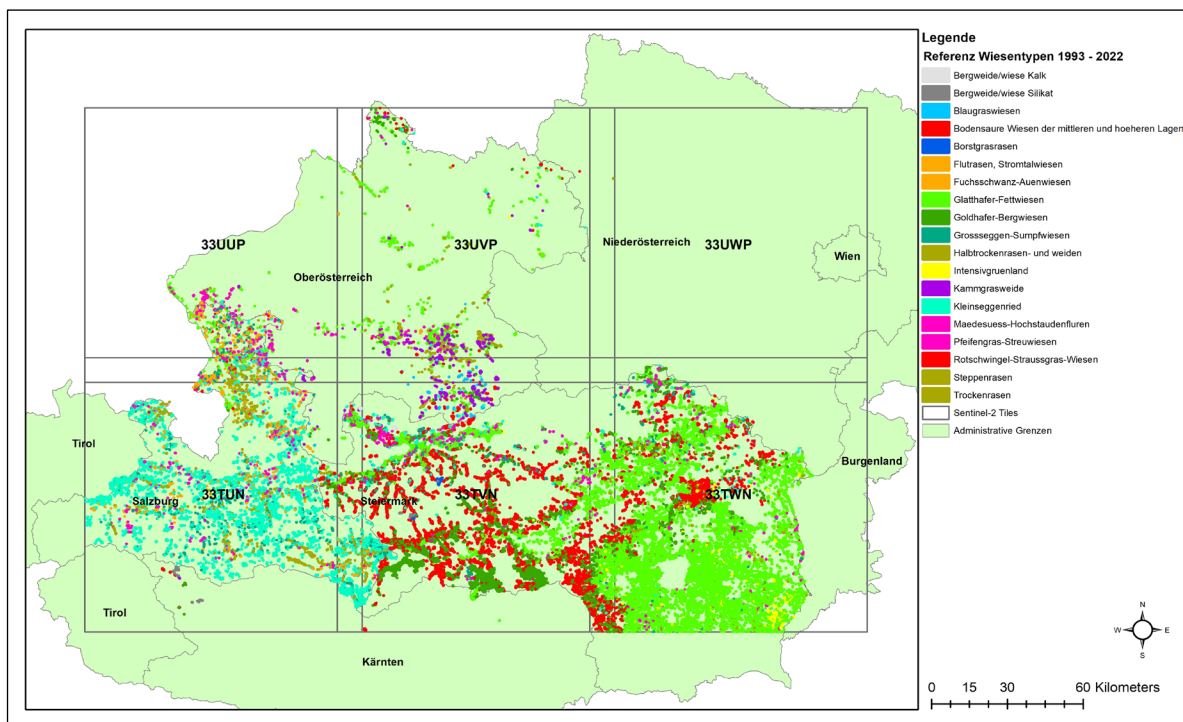 Legende
Referenz Wiesentypen 1993 - 2022
Bergweide/wiese Kalk
Bergweide/wiese Silikat
Blaugraswiesen
Bodensaure Wiesen der mittleren und hoeheren Lagen
Borstgrasrasen
Flutrasen, Stromtalwiesen
Fuchsschwanz-Auenwiesen
Glatthafer-Fettwiesen
Goldhafer-Bergwiesen
Grossseggen-Sumpfwiesen
Halbtrockenrasen- und weiden
Intensivgruenland
Kammgrasweide
Kleinseggenried
Maedesuess-Hochstaudenfluren
Pfeifengras-Streuwiesen
Rotschwingel-Straussgras-Wiesen
Steppenrasen
Trockenrasen
Sentinel-2 Tiles
Administrative Grenzen
33UUP
33UVP
Niederösterreich
33UWP
Wien
Oberösterreich
Tirol
Burgenland
Salzburg
33TUN
Steiermark
33TVN
33TWN
Tirol
Kärnten
N
W
E
S
0 15 30 60 Kilometers